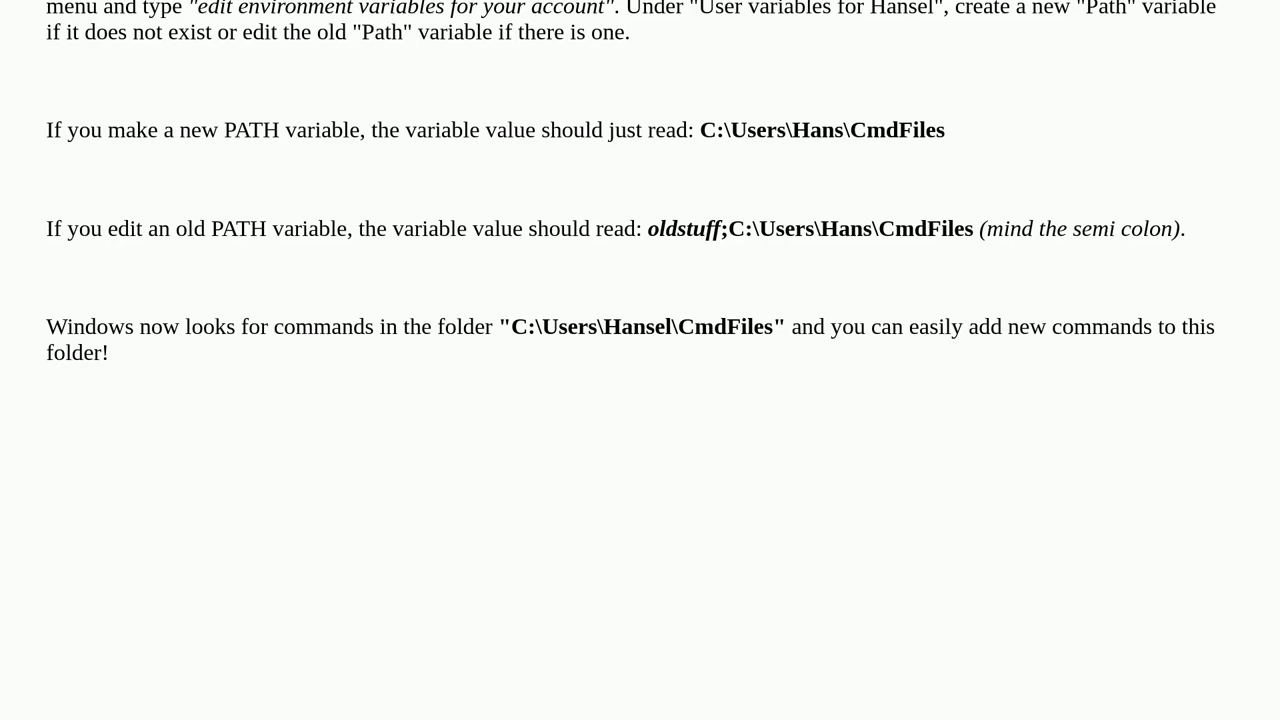 menu and type "edit environment variables for your account". Under "User variables for Hansel", create a new "Path" variable
if it does not exist or edit the old "Path" variable if there is one.
If you make a new PATH variable, the variable value should just read: C:\Users\Hans\CmdFiles
If you edit an old PATH variable, the variable value should read: oldstuff;C:\Users\Hans\CmdFiles (mind the semi colon).
Windows now looks for commands in the folder "C:\Users\Hansel\CmdFiles" and you can easily add new commands to this
folder!